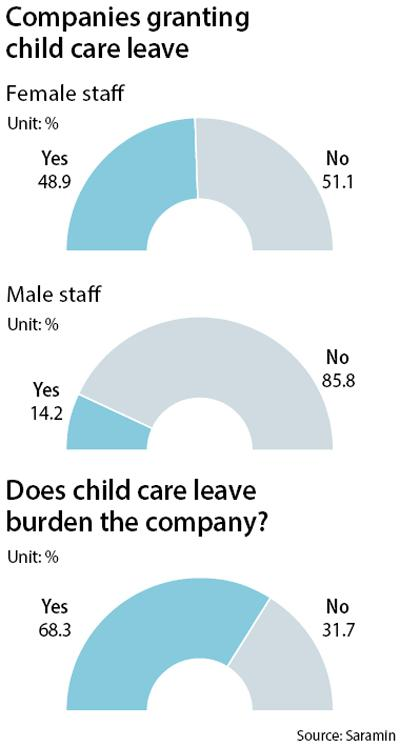 Companies granting
child care leave
Female staff
Unit: %
Yes
48.9
No
51.1
Male staff
Unit: %
Yes
14.2
No
85.8
Does child care leave
burden the company?
Unit: %
Yes
68.3
No
31.7
Source: Saramin